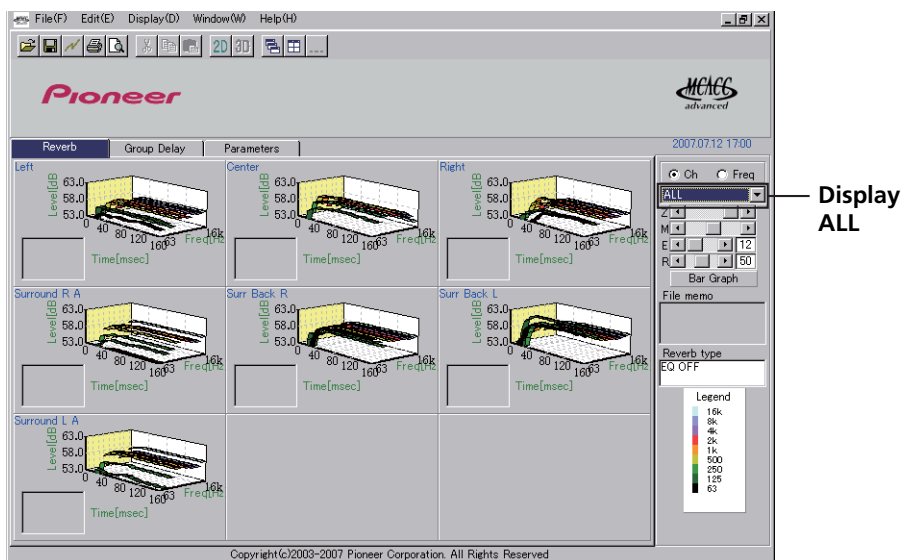 File(F) Edit(E) Display(D) Window(W) Help(H)
2D 3D ...
Pioneer
MCACC
advanced
Reverb Group Delay Parameters
2007.07.12 17:00
Left
Level[dB
63.0
58.0
53.0
0 40 80 120 160
63 Freq[Hz 16k
Time[msec]
Center
Level[dB
63.0
58.0
53.0
0 40 80 120 160
63 Freq[Hz 16k
Time[msec]
Right
Level[dB
63.0
58.0
53.0
0 40 80 120 160
63 Freq[Hz 16k
Time[msec]
Ch Freq
ALL
Display
ALL
Z
M
E 12
R 50
Bar Graph
File memo
Surround R A
Level[dB
63.0
58.0
53.0
0 40 80 120 160
63 Freq[Hz 16k
Time[msec]
Surr Back R
Level[dB
63.0
58.0
53.0
0 40 80 120 160
63 Freq[Hz 16k
Time[msec]
Surr Back L
Level[dB
63.0
58.0
53.0
0 40 80 120 160
63 Freq[Hz 16k
Time[msec]
Reverb type
EQ OFF
Legend
16k
8k
4k
2k
1k
500
250
125
63
Surround L A
Level[dB
63.0
58.0
53.0
0 40 80 120 160
63 Freq[Hz 16k
Time[msec]
Copyright(c)2003-2007 Pioneer Corporation. All Rights Reserved